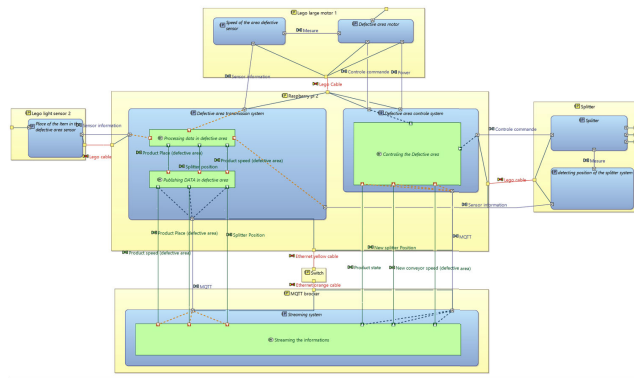 Lego large motor 1
Speed of the area defective
sensor
Mesure
Defective area motor
Sensor information
Controle commande
Power
Lego Cable
Raspberry pi 2
Lego light sensor 2
Place of the item in the
defective area sensor
Sensor information
Lego cable
Defective area transmission system
Processing data in defective area
Product Place (defective area)
Product speed (defective area)
Splitter position
Publishing DATA in defective area
Defective area controle system
Controling the Defective area
Controle commande
Splitter
Splitter
Mesure
detecting position of the splitter system
Lego cable
Sensor information
Product Place (defective area)
Splitter Position
Product speed (defective area)
MQTT
New splitter Position
MQTT
Ethernet yellow cable
Switch
Product state
New conveyor speed (defective area)
Ethernet orange cable
MQTT brocker
Streaming system
Streaming the informations